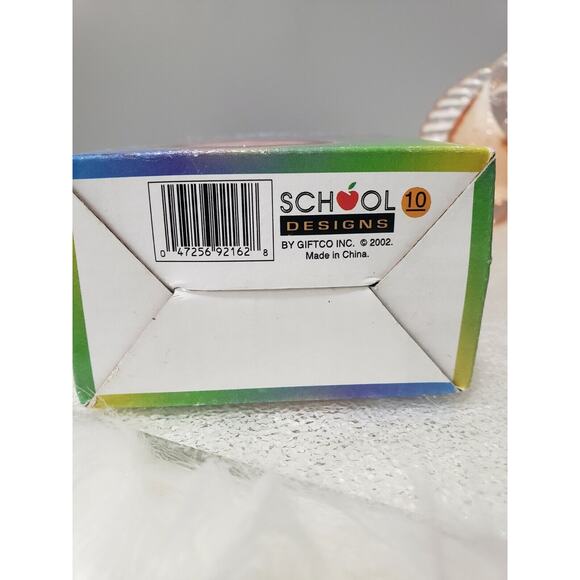 SCHOOL 10
DESIGNS
BY GIFTCO INC. © 2002.
Made in China.
0 47256 92162 8